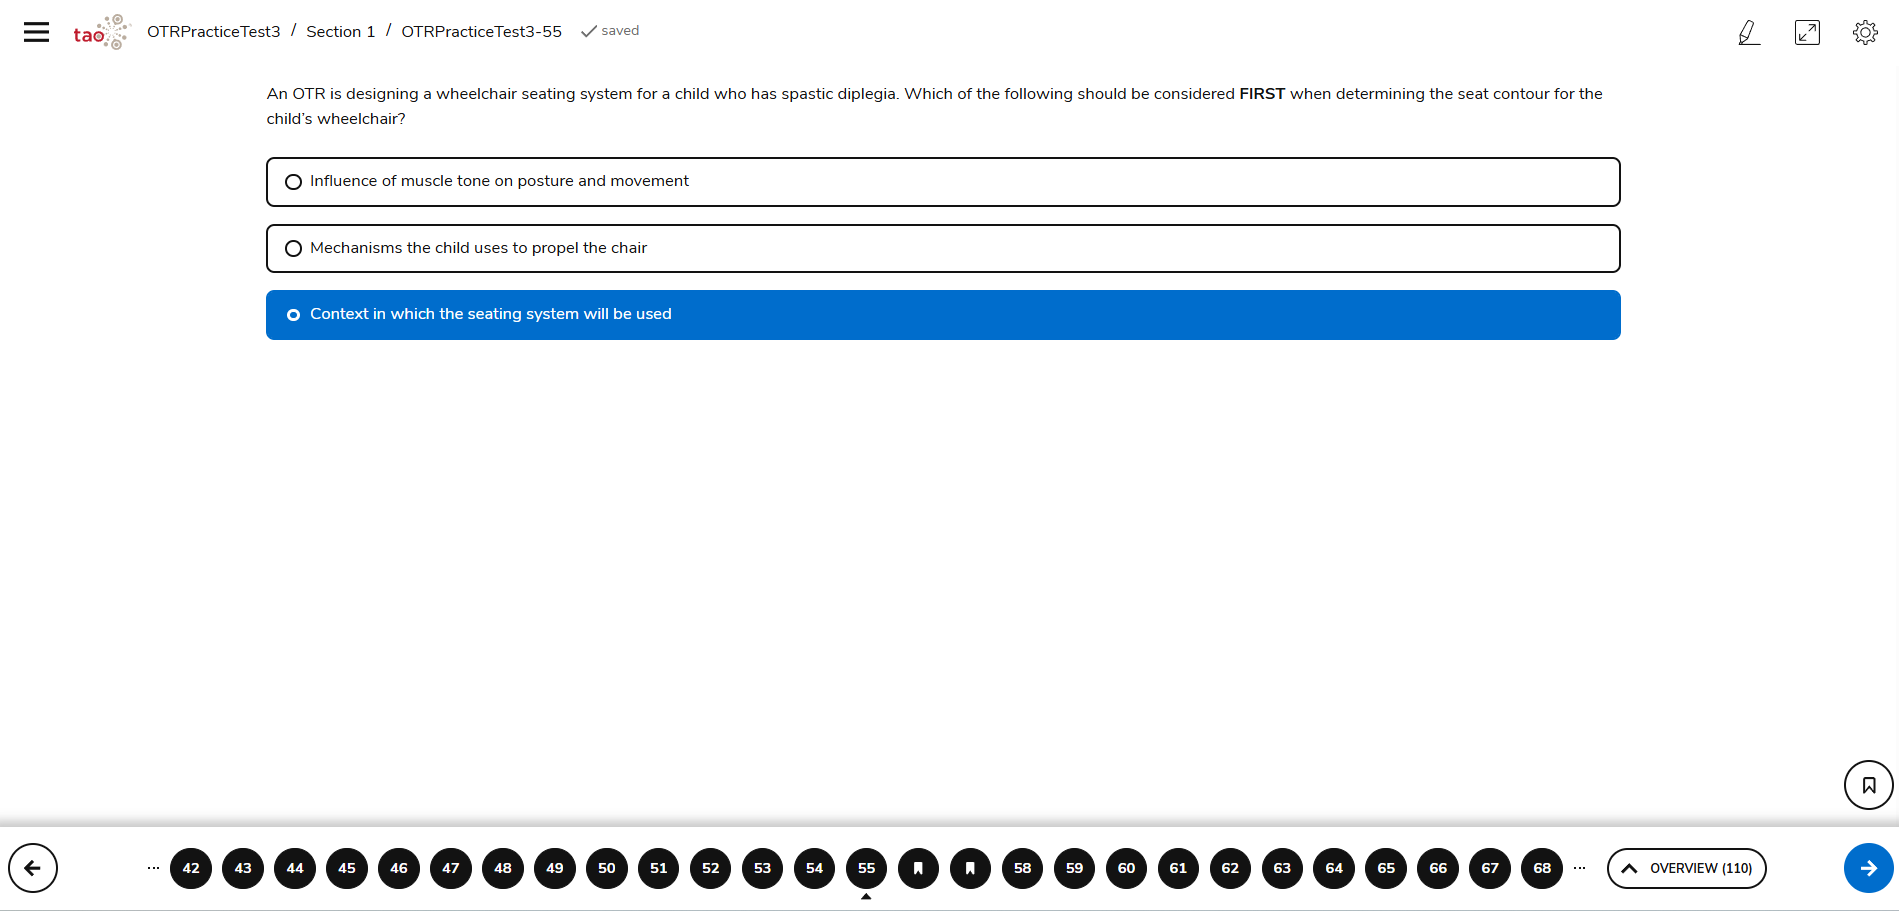 tao OTRPracticeTest3 / Section 1 / OTRPracticeTest3-55 saved
An OTR is designing a wheelchair seating system for a child who has spastic diplegia. Which of the following should be considered FIRST when determining the seat contour for the
child’s wheelchair?
Influence of muscle tone on posture and movement
Mechanisms the child uses to propel the chair
Context in which the seating system will be used
... 42 43 44 45 46 47 48 49 50 51 52 53 54 55 58 59 60 61 62 63 64 65 66 67 68 ... OVERVIEW (110)